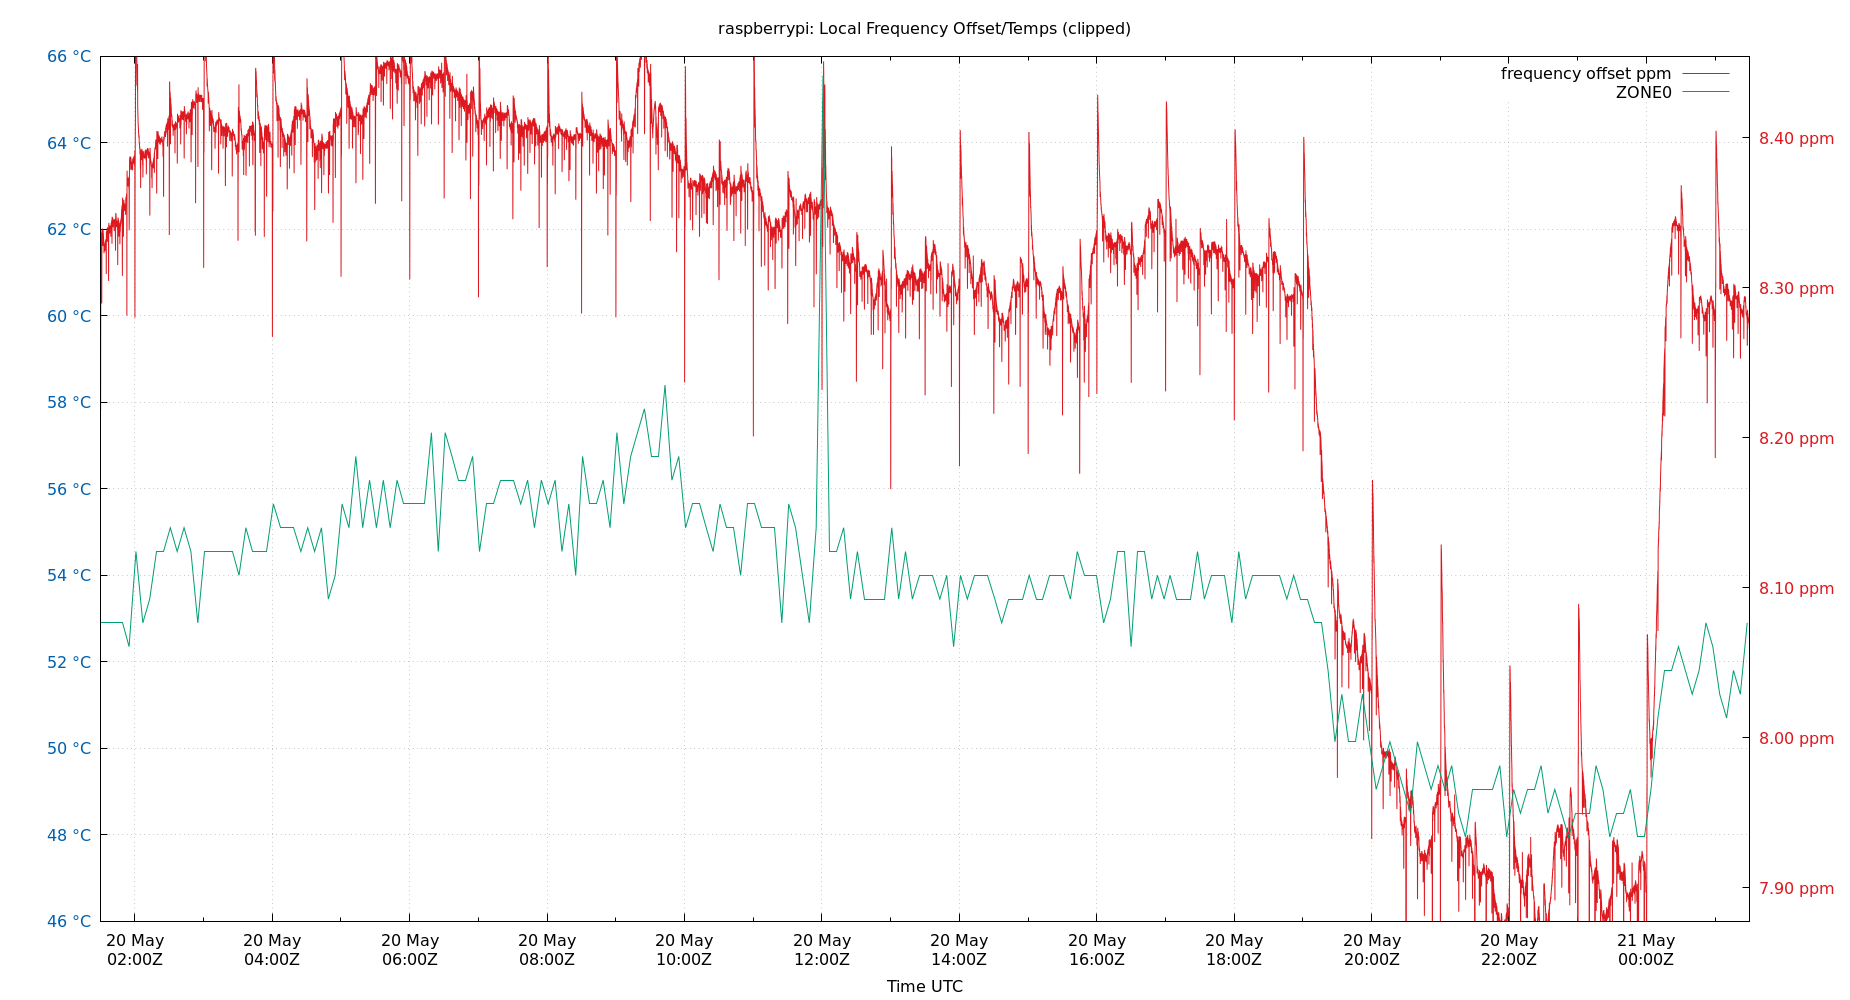 raspberrypi: Local Frequency Offset/Temps (clipped)
frequency offset ppm
ZONE0
66 °C
64 °C
62 °C
60 °C
58 °C
56 °C
54 °C
52 °C
50 °C
48 °C
46 °C
8.40 ppm
8.30 ppm
8.20 ppm
8.10 ppm
8.00 ppm
7.90 ppm
20 May 20 May 20 May 20 May 20 May 20 May 20 May 20 May 20 May 20 May 20 May 21 May
02:00Z 04:00Z 06:00Z 08:00Z 10:00Z 12:00Z 14:00Z 16:00Z 18:00Z 20:00Z 22:00Z 00:00Z
Time UTC